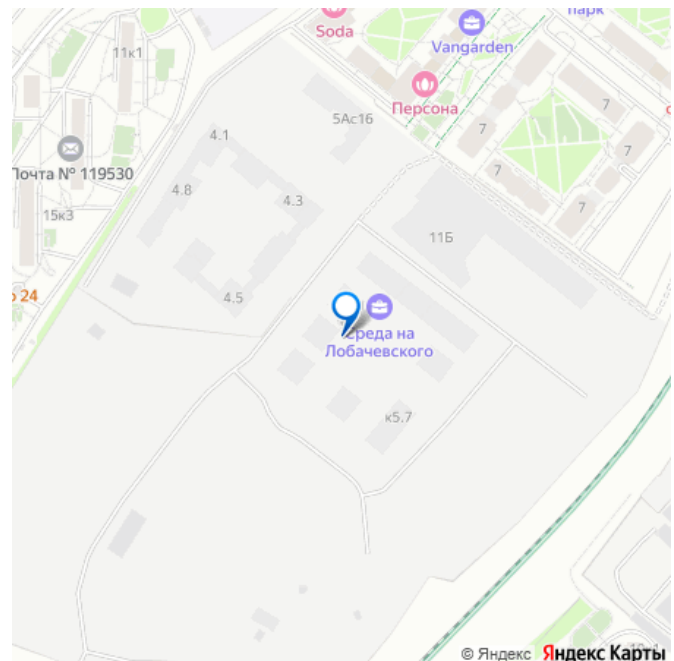 парк
Soda
Vangarden
11к1
Персона
5Ас16
7
4.1
7
Почта № 119530
7
4.8
4.3
7
15к3
11Б
24
4.5
Среда на
Лобачевского
к5.7
© Яндекс Яндекс Карты